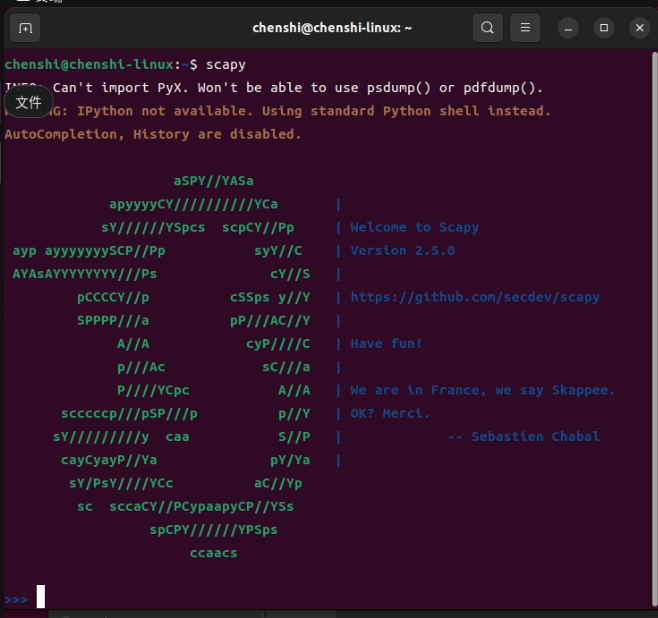 chenshi@chenshi-linux: ~
chenshi@chenshi-linux:~$ scapy
Can't import PyX. Won't be able to use psdump() or pdfdump().
文件
NG: IPython not available. Using standard Python shell instead.
AutoCompletion, History are disabled.
aSPY//YASa
apyyyyCY//////////YCa |
sY//////YSpcs scpCY//Pp | Welcome to Scapy
ayp ayyyyyyySCP//Pp syY//C | Version 2.5.0
AYAsAYYYYYYYY///Ps cY//S |
pCCCCY//p cSSps y//Y | https://github.com/secdev/scapy
SPPPP///a pP///AC//Y |
A//A cyP////C | Have fun!
p///Ac sC///a |
P////YCpc A//A | We are in France, we say Skappee.
scccccp///pSP///p p//Y | OK? Merci.
sY/////////y caa S//P | -- Sebastien Chabal
cayCyayP//Ya pY/Ya |
sY/PsY////YCc aC//Yp
sc sccaCY//PCypaapyCP//YSs
spCPY//////YPSps
ccaacs
>>>